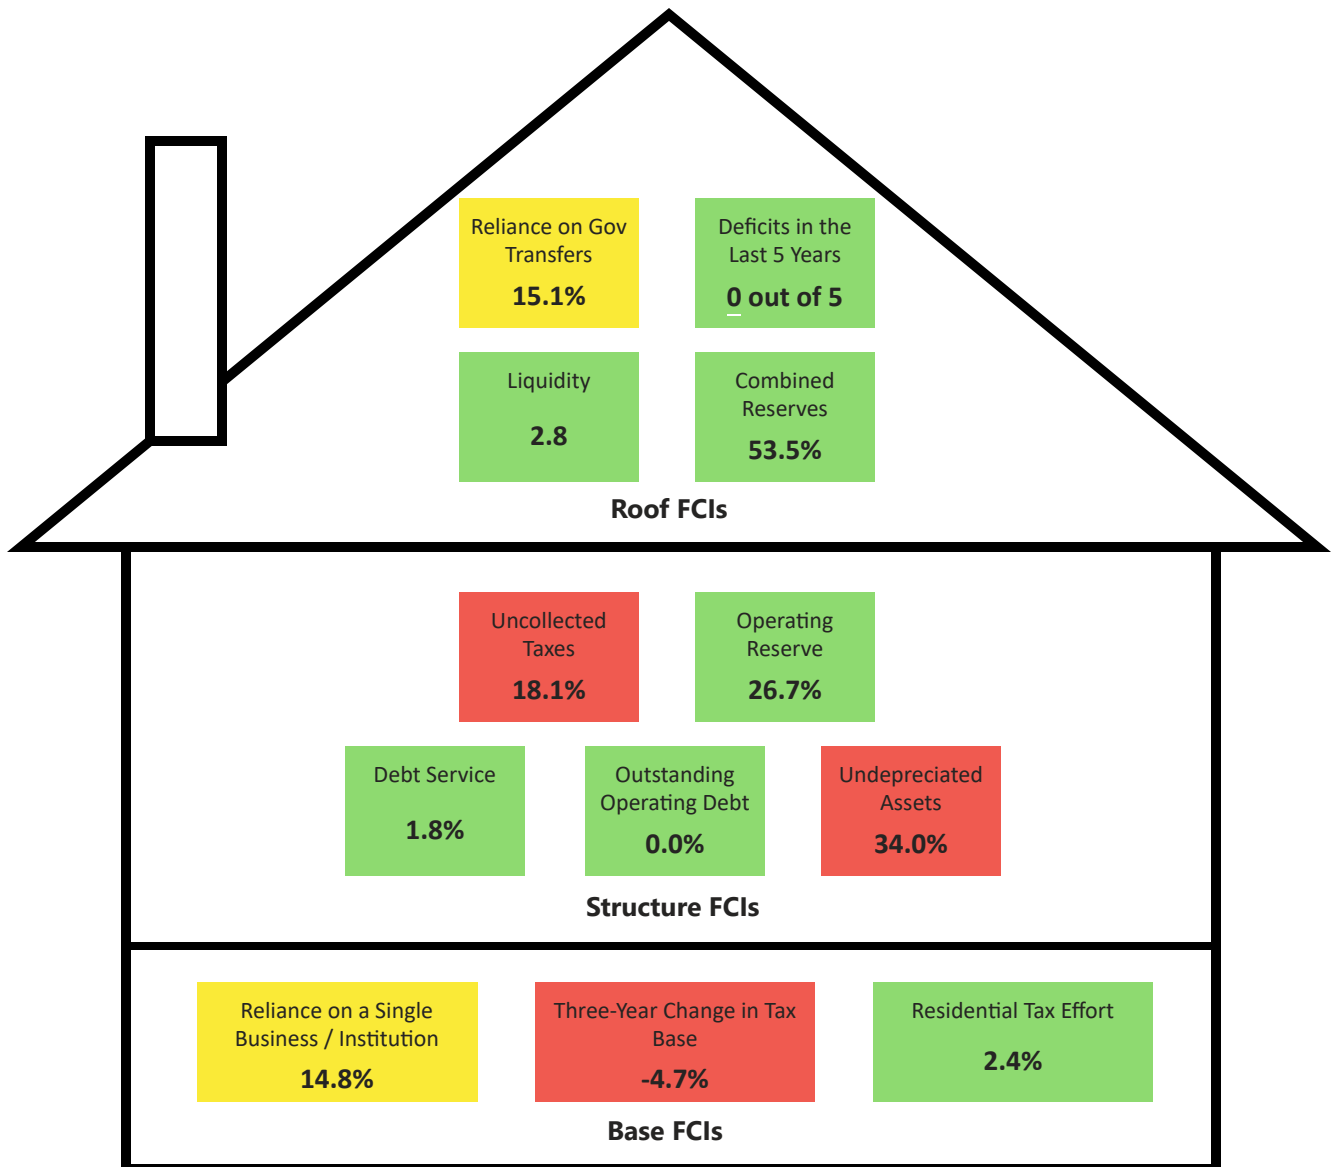 Reliance on Gov
Transfers
15.1%
Deficits in the
Last 5 Years
0 out of 5
Liquidity
2.8
Combined
Reserves
53.5%
Roof FCIs
Uncollected
Taxes
18.1%
Operating
Reserve
26.7%
Debt Service
1.8%
Outstanding
Operating Debt
0.0%
Undepreciated
Assets
34.0%
Structure FCIs
Reliance on a Single
Business / Institution
14.8%
Three-Year Change in Tax
Base
-4.7%
Residential Tax Effort
2.4%
Base FCIs